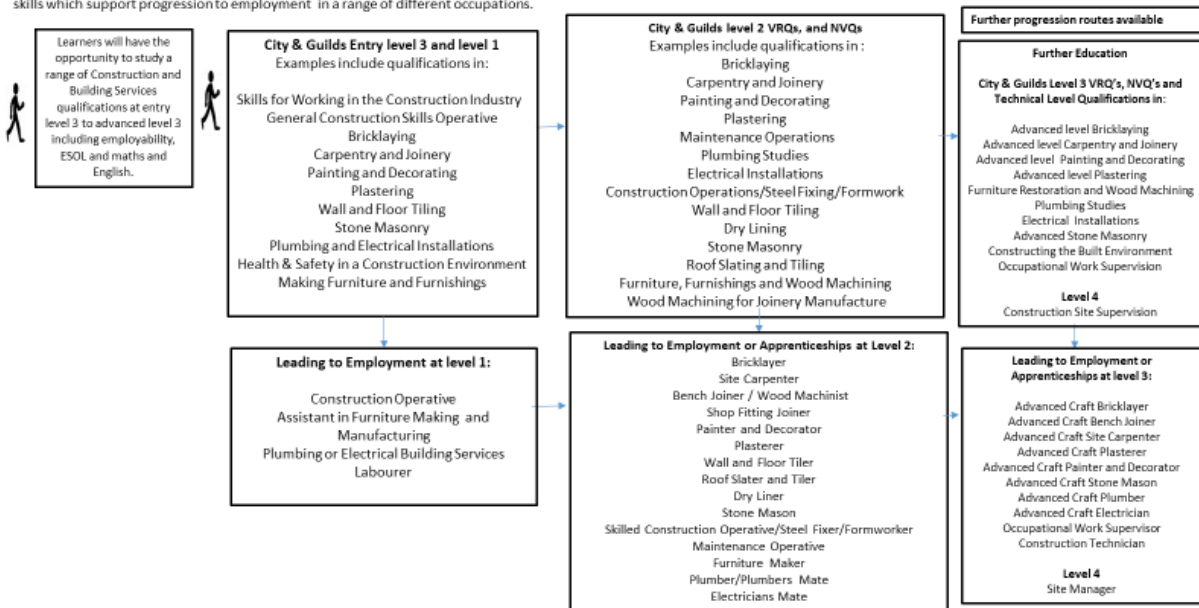 skills which support progression to employment in a range of different occupations.
Learners will have the
opportunity to study a
range of Construction and
Building Services
qualifications at entry
level 3 to advanced level 3
including employability,
ESOL and maths and
English.
City & Guilds Entry level 3 and level 1
Examples include qualifications in:
Skills for Working in the Construction Industry
General Construction Skills Operative
Bricklaying
Carpentry and Joinery
Painting and Decorating
Plastering
Wall and Floor Tiling
Stone Masonry
Plumbing and Electrical Installations
Health & Safety in a Construction Environment
Making Furniture and Furnishings
City & Guilds level 2 VRQs, and NVQs
Examples include qualifications in :
Bricklaying
Carpentry and Joinery
Painting and Decorating
Plastering
Maintenance Operations
Plumbing Studies
Electrical Installations
Construction Operations/Steel Fixing/Formwork
Wall and Floor Tiling
Dry Lining
Stone Masonry
Roof Slating and Tiling
Furniture, Furnishings and Wood Machining
Wood Machining for Joinery Manufacture
Further progression routes available
Further Education
City & Guilds Level 3 VRQ's, NVQ's and
Technical Level Qualifications in:
Advanced level Bricklaying
Advanced level Carpentry and Joinery
Advanced level Painting and Decorating
Advanced level Plastering
Furniture Restoration and Wood Machining
Plumbing Studies
Electrical Installations
Advanced Stone Masonry
Constructing the Built Environment
Occupational Work Supervision
Level 4
Construction Site Supervision
Leading to Employment at level 1:
Construction Operative
Assistant in Furniture Making and
Manufacturing
Plumbing or Electrical Building Services
Labourer
Leading to Employment or Apprenticeships at Level 2:
Bricklayer
Site Carpenter
Bench Joiner / Wood Machinist
Shop Fitting Joiner
Painter and Decorator
Plasterer
Wall and Floor Tiler
Roof Slater and Tiler
Dry Liner
Stone Mason
Skilled Construction Operative/Steel Fixer/Formworker
Maintenance Operative
Furniture Maker
Plumber/Plumbers Mate
Electricians Mate
Leading to Employment or
Apprenticeships at level 3:
Advanced Craft Bricklayer
Advanced Craft Bench Joiner
Advanced Craft Site Carpenter
Advanced Craft Plasterer
Advanced Craft Painter and Decorator
Advanced Craft Stone Mason
Advanced Craft Plumber
Advanced Craft Electrician
Occupational Work Supervisor
Construction Technician
Level 4
Site Manager